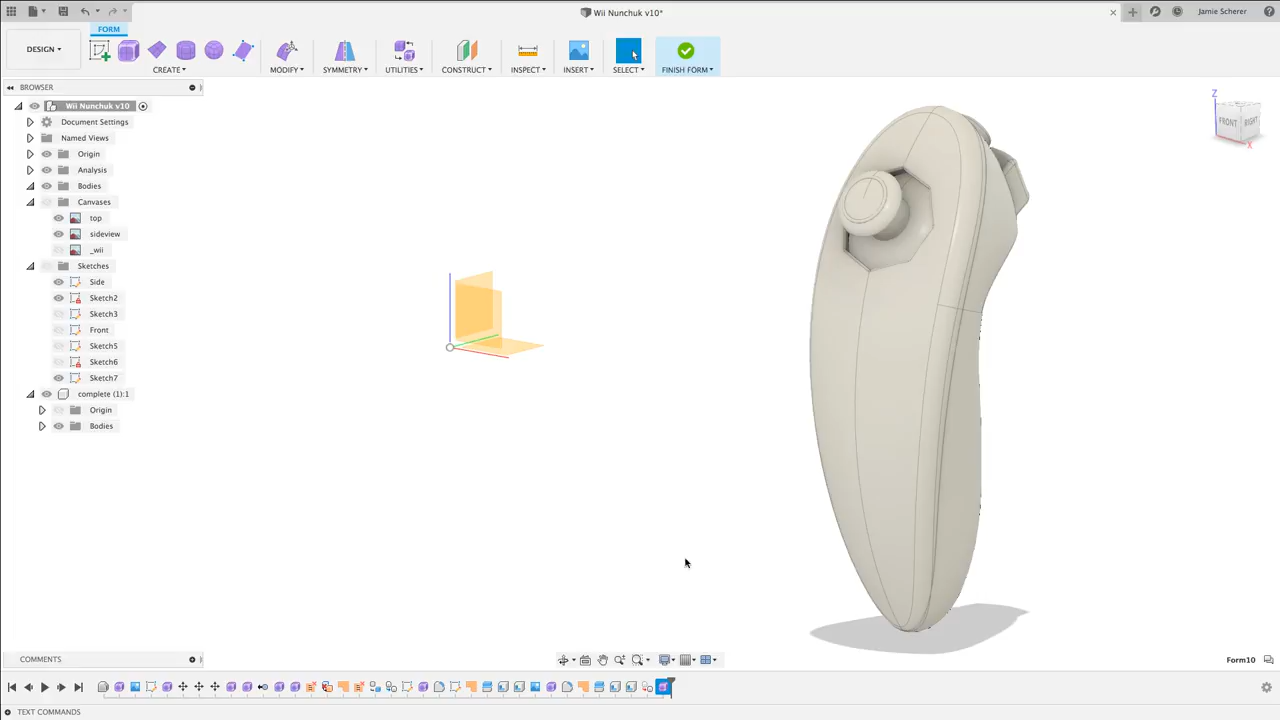 Wii Nunchuk v10*
Jamie Scherer
FORM
DESIGN
CREATE
MODIFY
SYMMETRY
UTILITIES
CONSTRUCT
INSPECT
INSERT
SELECT
FINISH FORM
BROWSER
Wii Nunchuk v10
Document Settings
Named Views
Origin
Analysis
Bodies
Canvases
top
sideview
_wii
Sketches
Side
Sketch2
Sketch3
Front
Sketch5
Sketch6
Sketch7
complete (1):1
Origin
Bodies
Z
FRONT
RIGHT
X
COMMENTS
Form10
TEXT COMMANDS